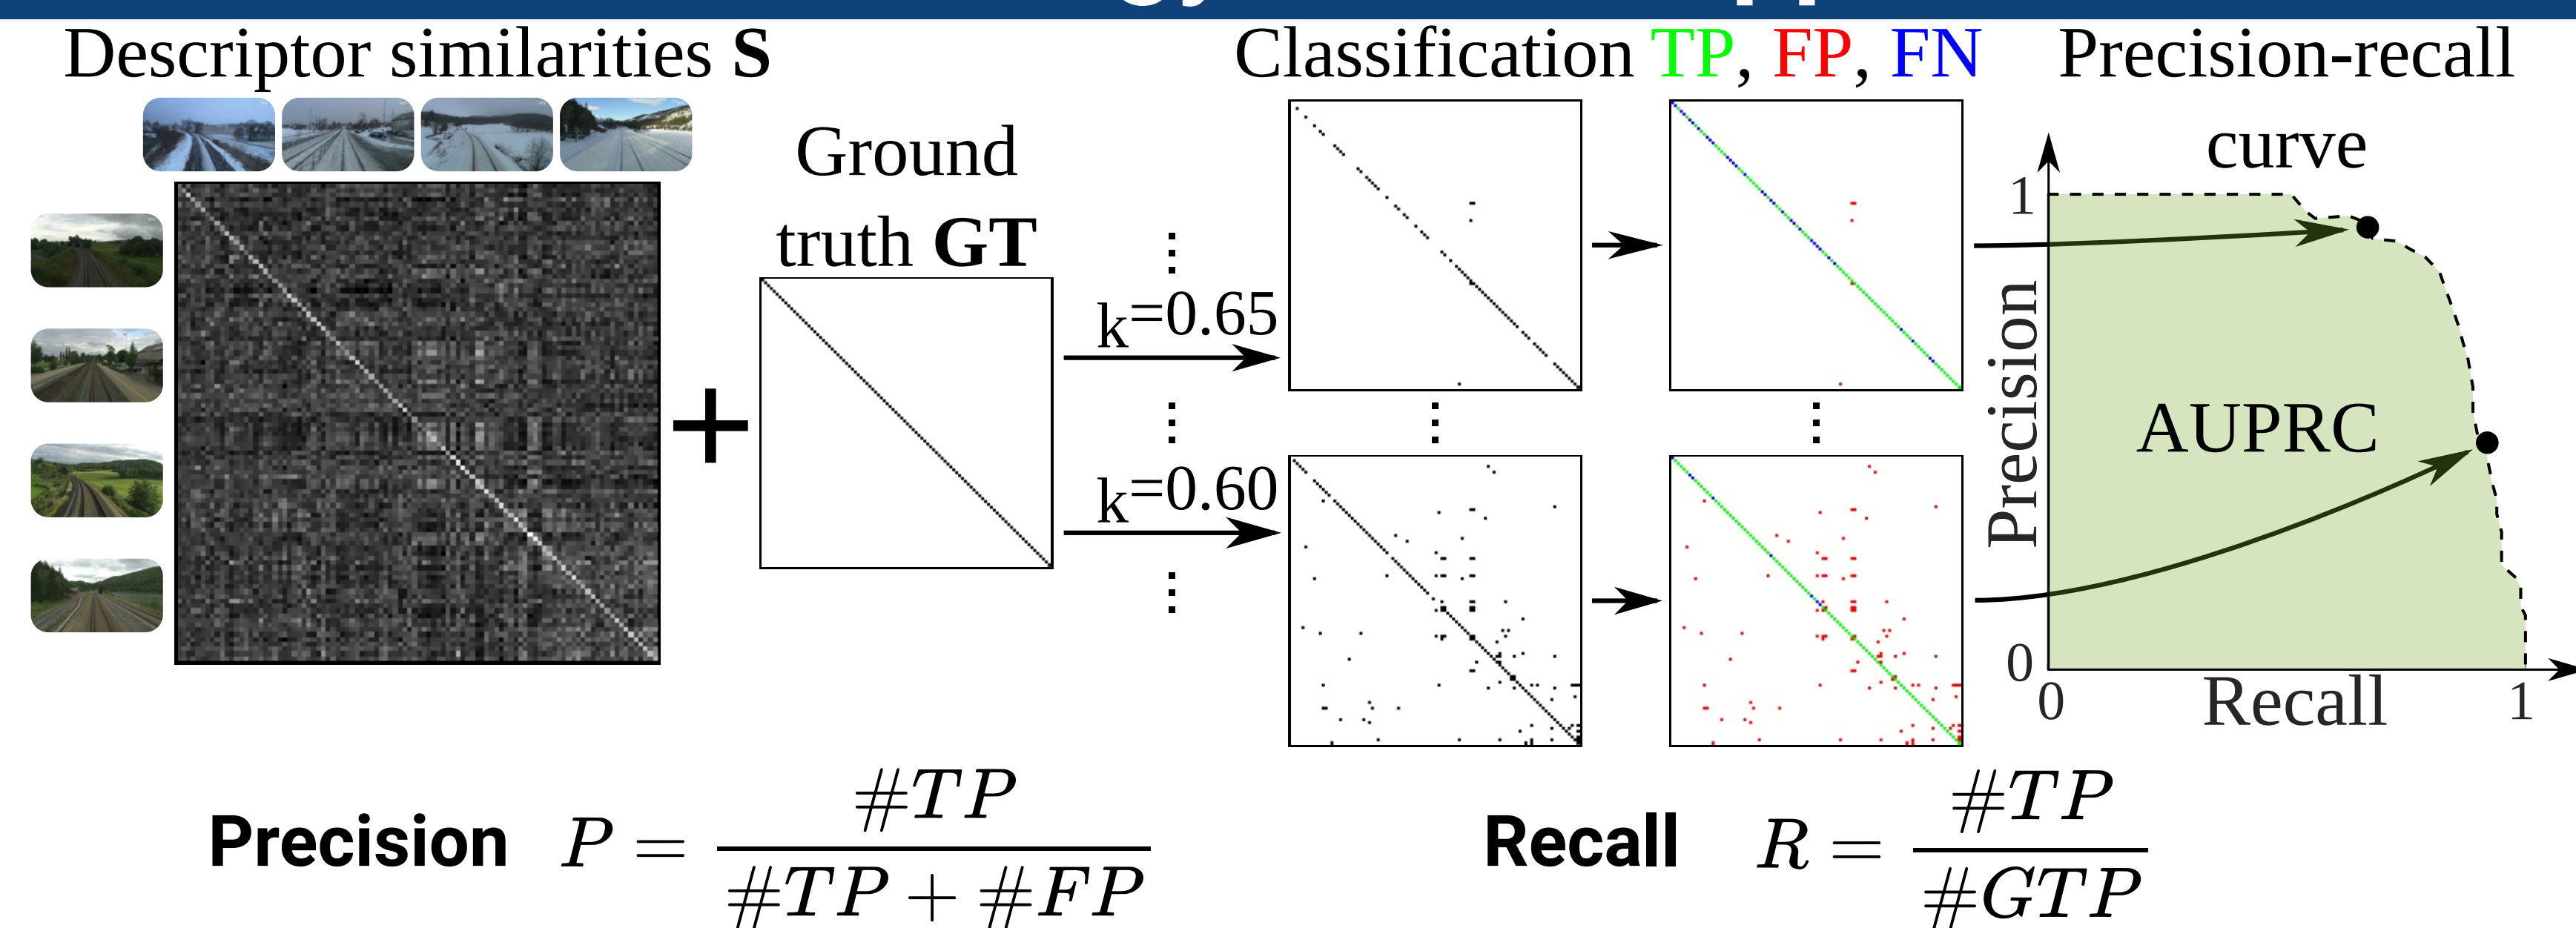 Descriptor similarities S
Ground
truth GT
k=0.65
k=0.60
Classification TP, FP, FN
Precision-recall
curve
1
Precision
AUPRC
0
0
Recall
1
Precision P = #TP / #TP + #FP
Recall R = #TP / #GTP